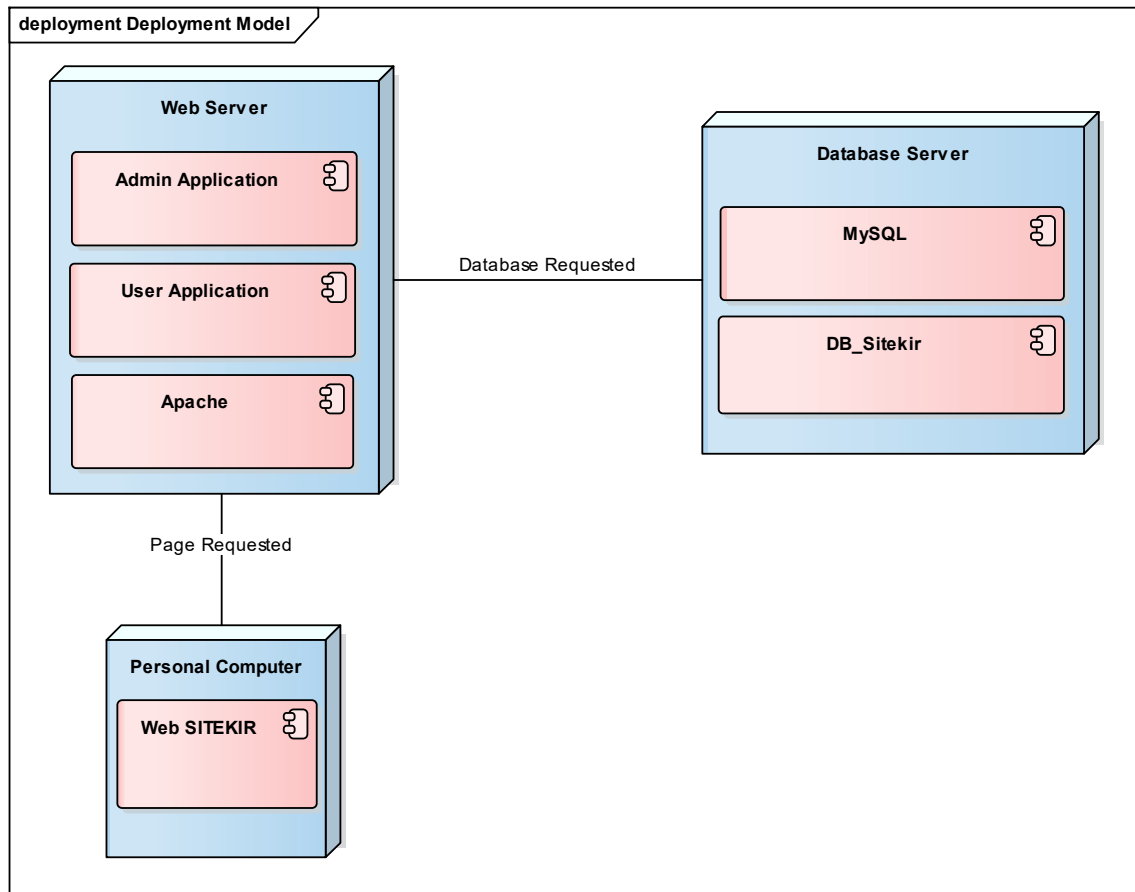 deployment Deployment Model
Web Server
Admin Application
User Application
Apache
Database Requested
Database Server
MySQL
DB_Sitekir
Page Requested
Personal Computer
Web SITEKIR